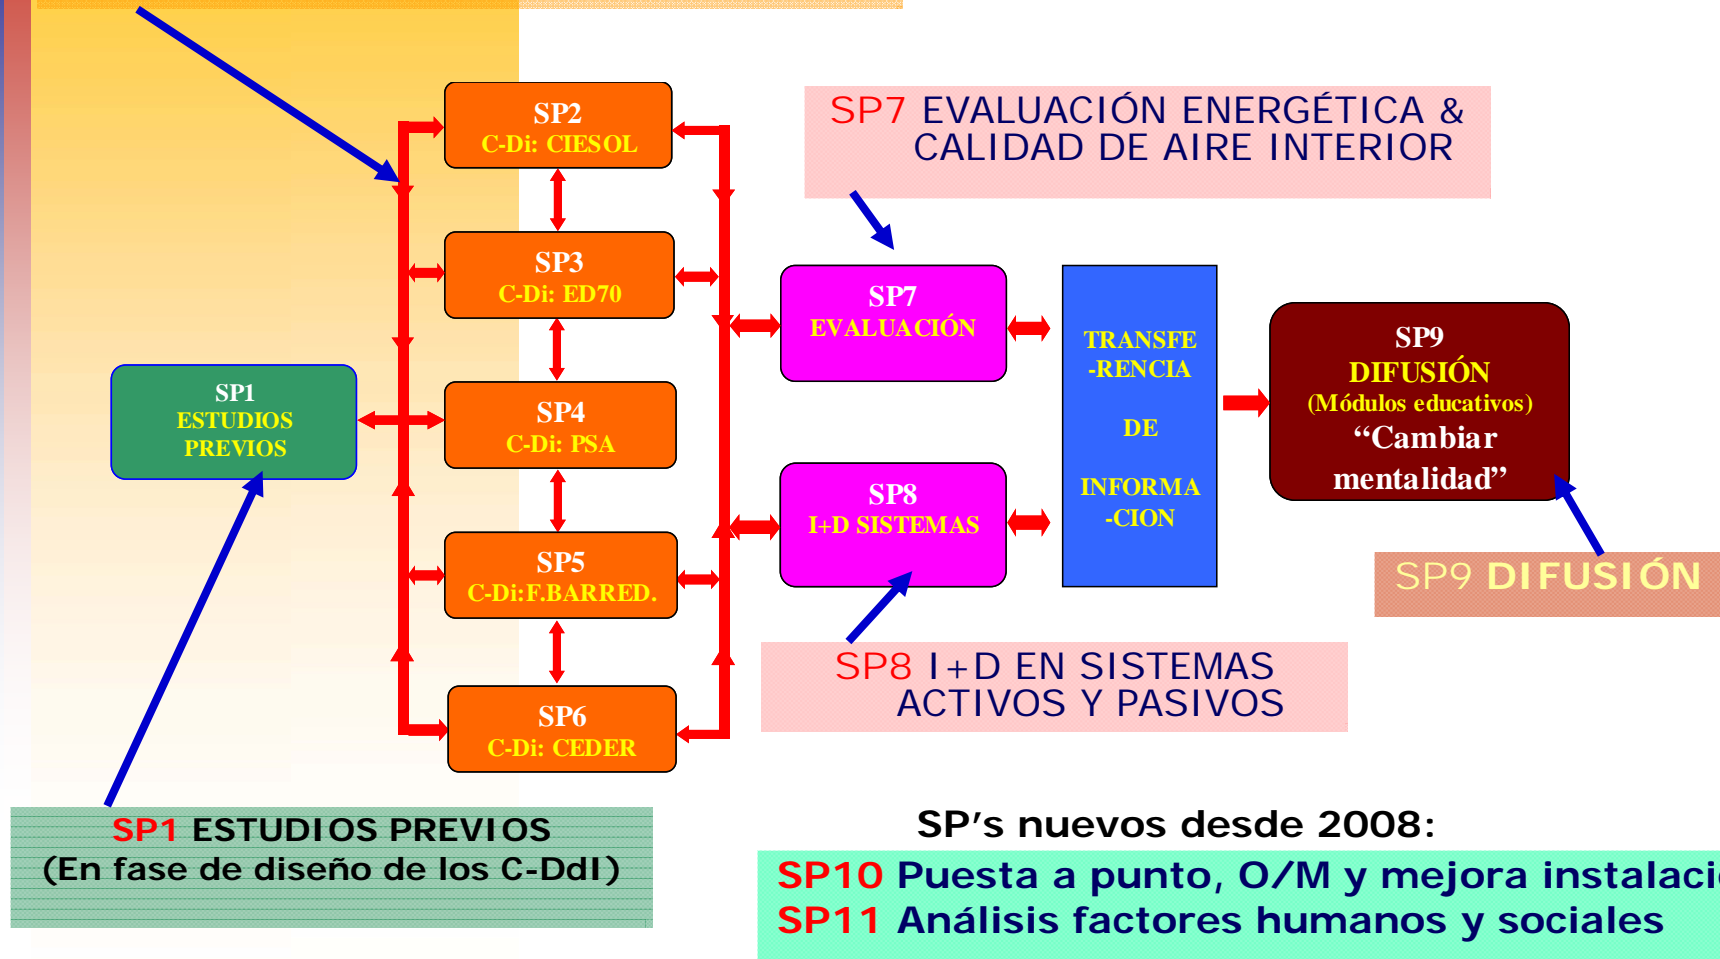 SP2
C-Di: CIESOL
SP7 EVALUACIÓN ENERGÉTICA &
CALIDAD DE AIRE INTERIOR
SP3
C-Di: ED70
SP7
EVALUACIÓN
TRANSFE
-RENCIA
DE
INFORMA
-CION
SP9
DIFUSIÓN
(Módulos educativos)
“Cambiar
mentalidad”
SP1
ESTUDIOS
PREVIOS
SP4
C-Di: PSA
SP8
I+D SISTEMAS
SP5
C-Di:F.BARRED.
SP9 DIFUSIÓN
SP8 I+D EN SISTEMAS
ACTIVOS Y PASIVOS
SP6
C-Di: CEDER
SP1 ESTUDIOS PREVIOS
(En fase de diseño de los C-DdI)
SP’s nuevos desde 2008:
SP10 Puesta a punto, O/M y mejora
SP11 Análisis factores humanos y sociales